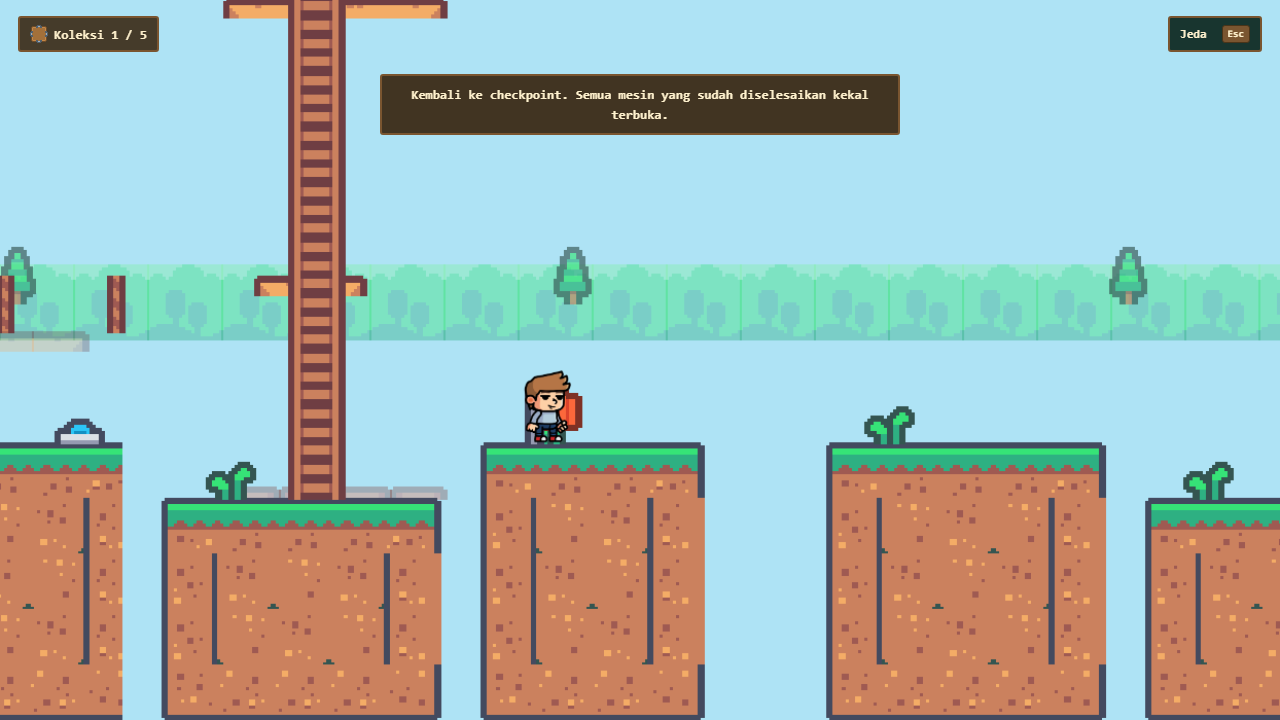 Koleksi 1 / 5
Jeda Esc
Kembali ke checkpoint. Semua mesin yang sudah diselesaikan kekal
terbuka.